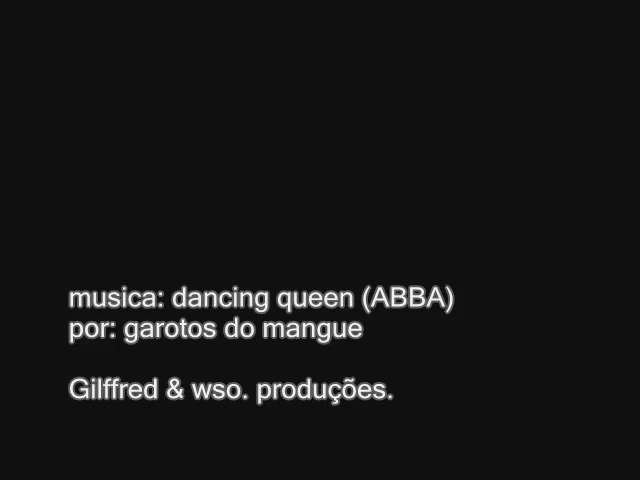 musica: dancing queen (ABBA)
por: garotos do mangue
Gilffred & wso. produções.